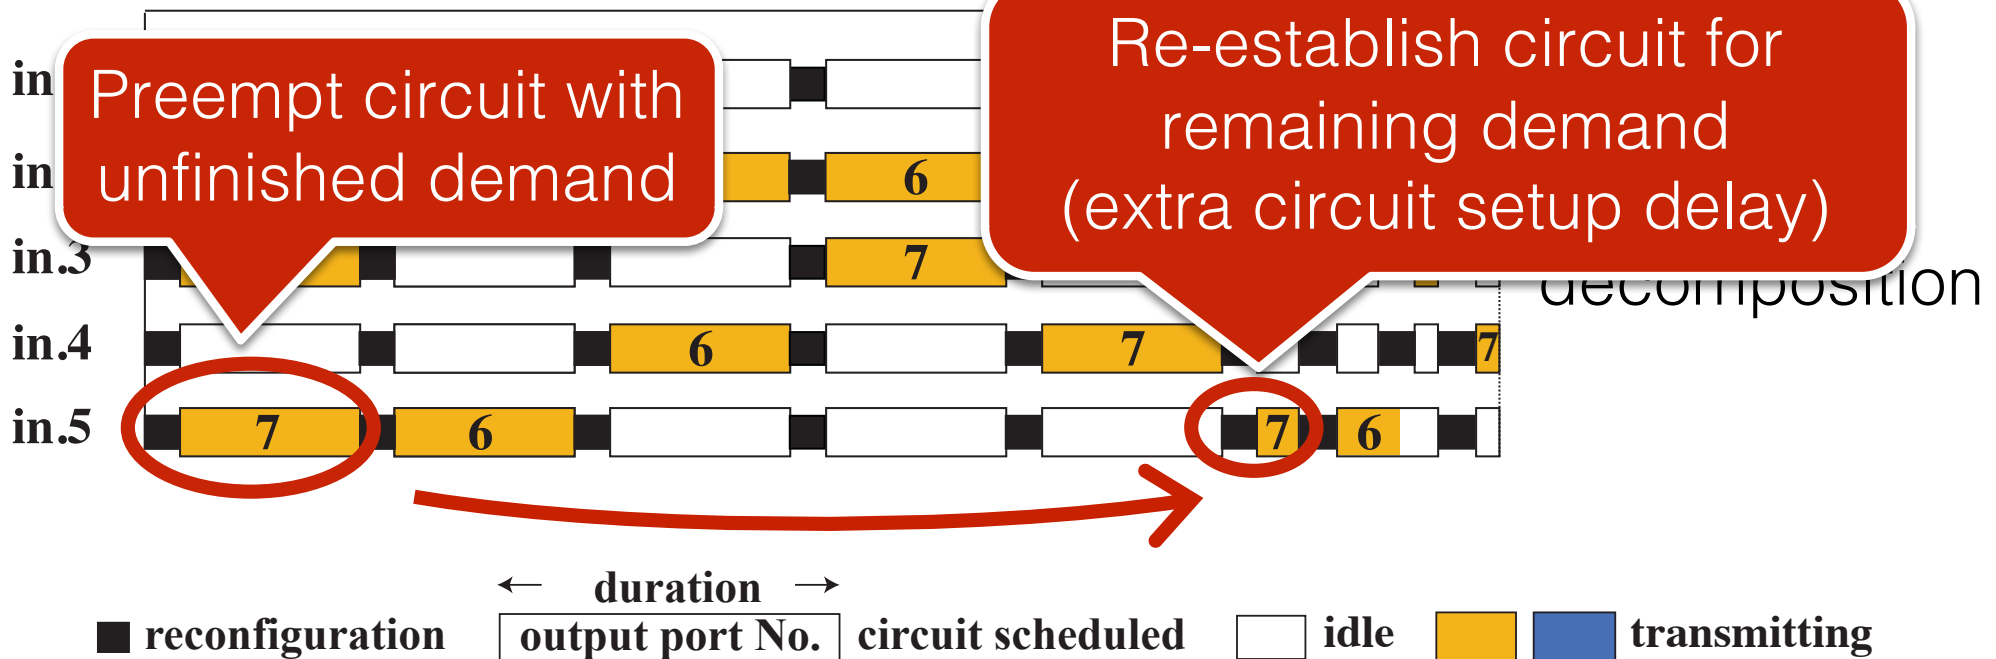 Preempt circuit with
unfinished demand
Re-establish circuit for
remaining demand
(extra circuit setup delay)
decomposition
in
in 6
in.3 7
in.4 6 7 7
in.5 7 6 7 6
duration
reconfiguration output port No. circuit scheduled idle transmitting